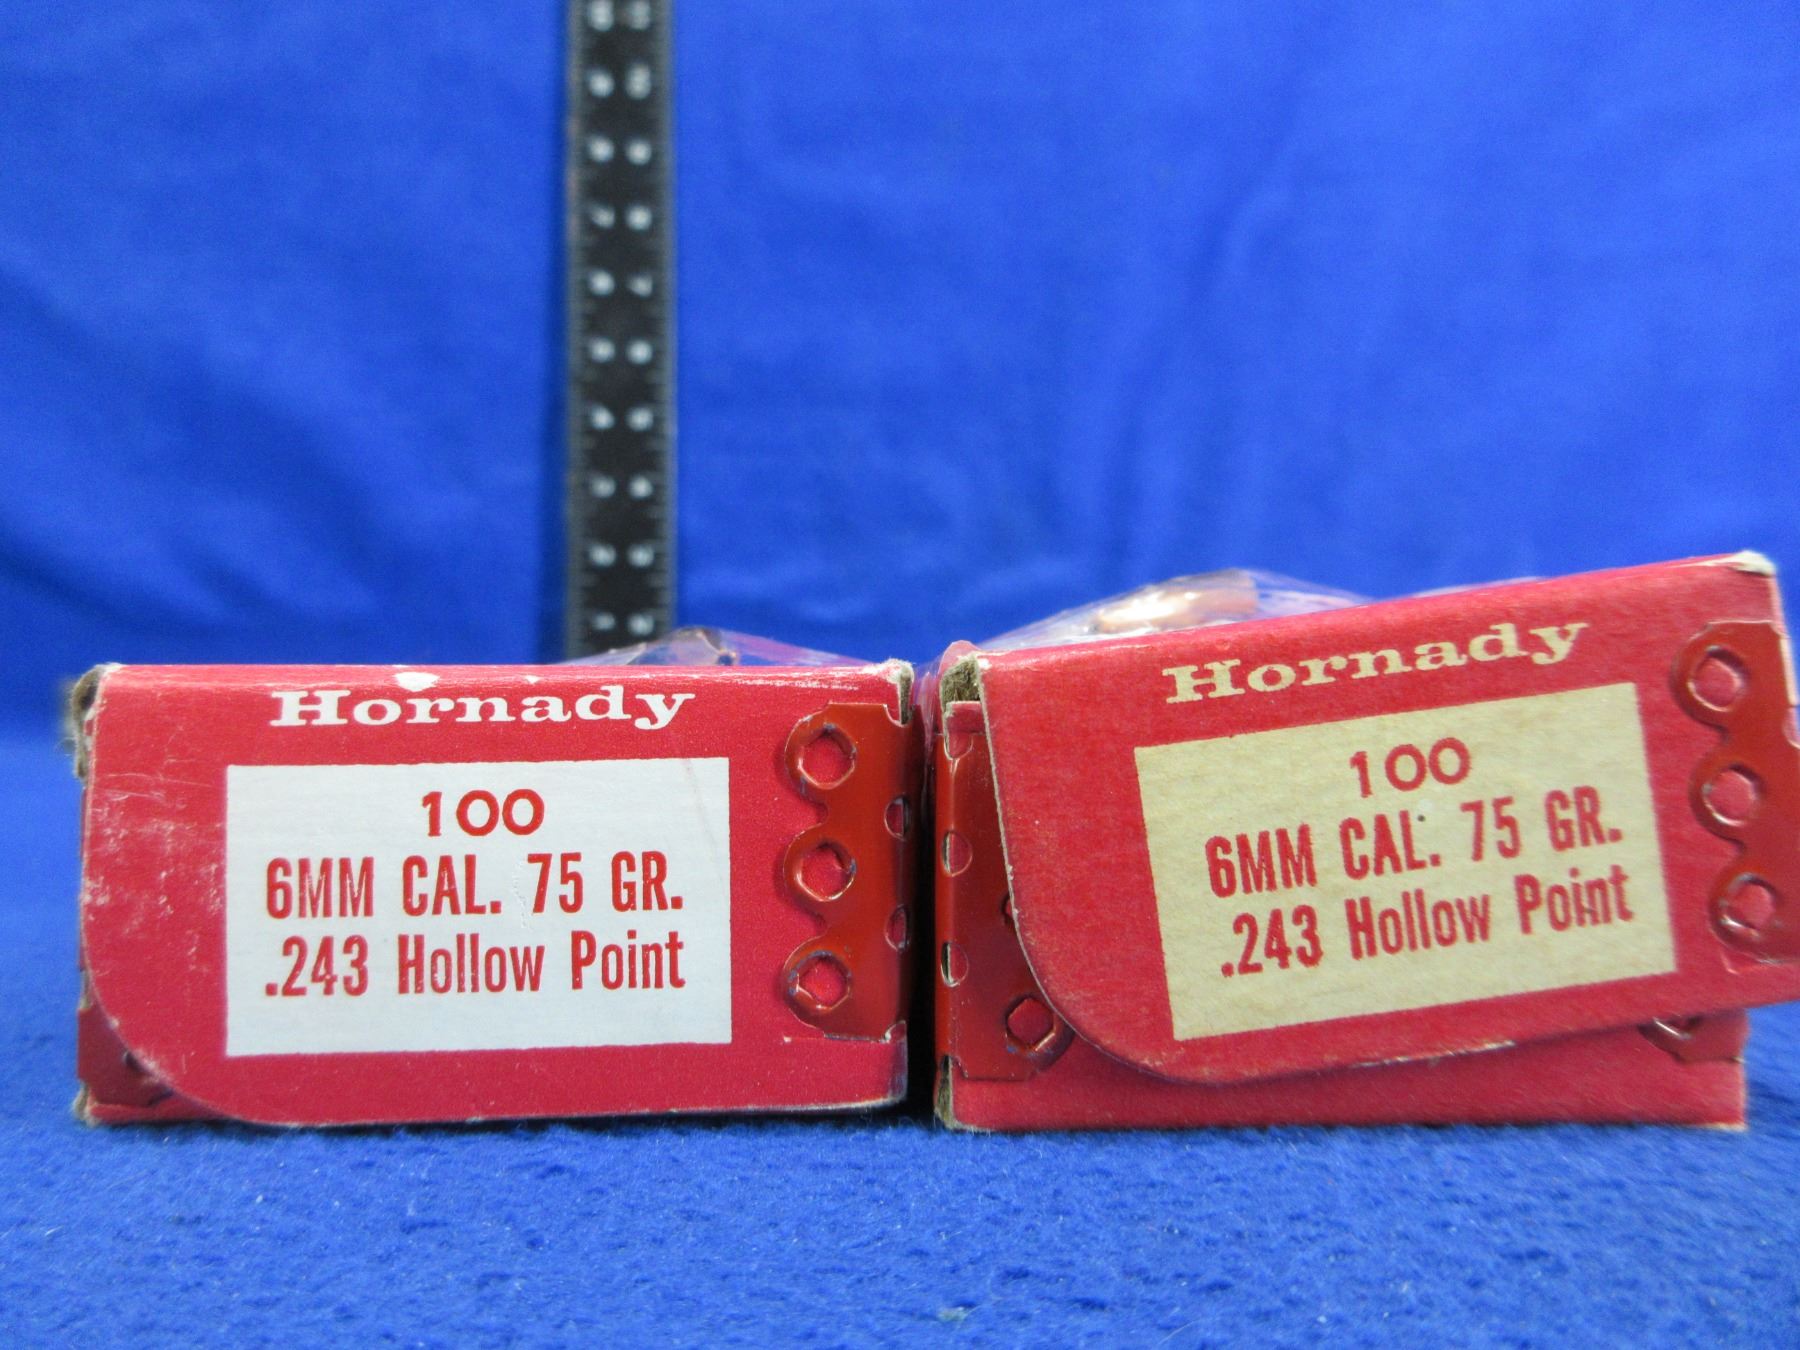 Hornady
100
6MM CAL. 75 GR.
.243 Hollow Point
Hornady
100
6MM CAL. 75 GR.
.243 Hollow Point